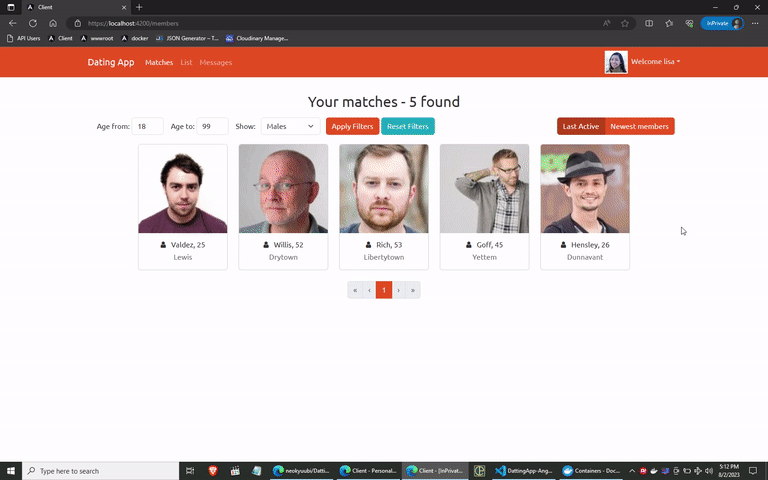 Client
https://localhost:4200/members
InPrivate
API Users
Client
wwwroot
docker
JSON Generator – T...
Cloudinary Manage...
Dating App Matches List Messages Welcome lisa
Your matches - 5 found
Age from: 18 Age to: 99 Show: Males Apply Filters Reset Filters Last Active Newest members
Valdez, 25
Lewis
Willis, 52
Drytown
Rich, 53
Libertytown
Goff, 45
Yettem
Hensley, 26
Dunnavant
« ‹ 1 › »
Type here to search
neokyuubi/Datti...
Client - Personal...
Client - [InPrivat...
DattingApp-Ang...
Containers - Doc...
5:12 PM
8/2/2023